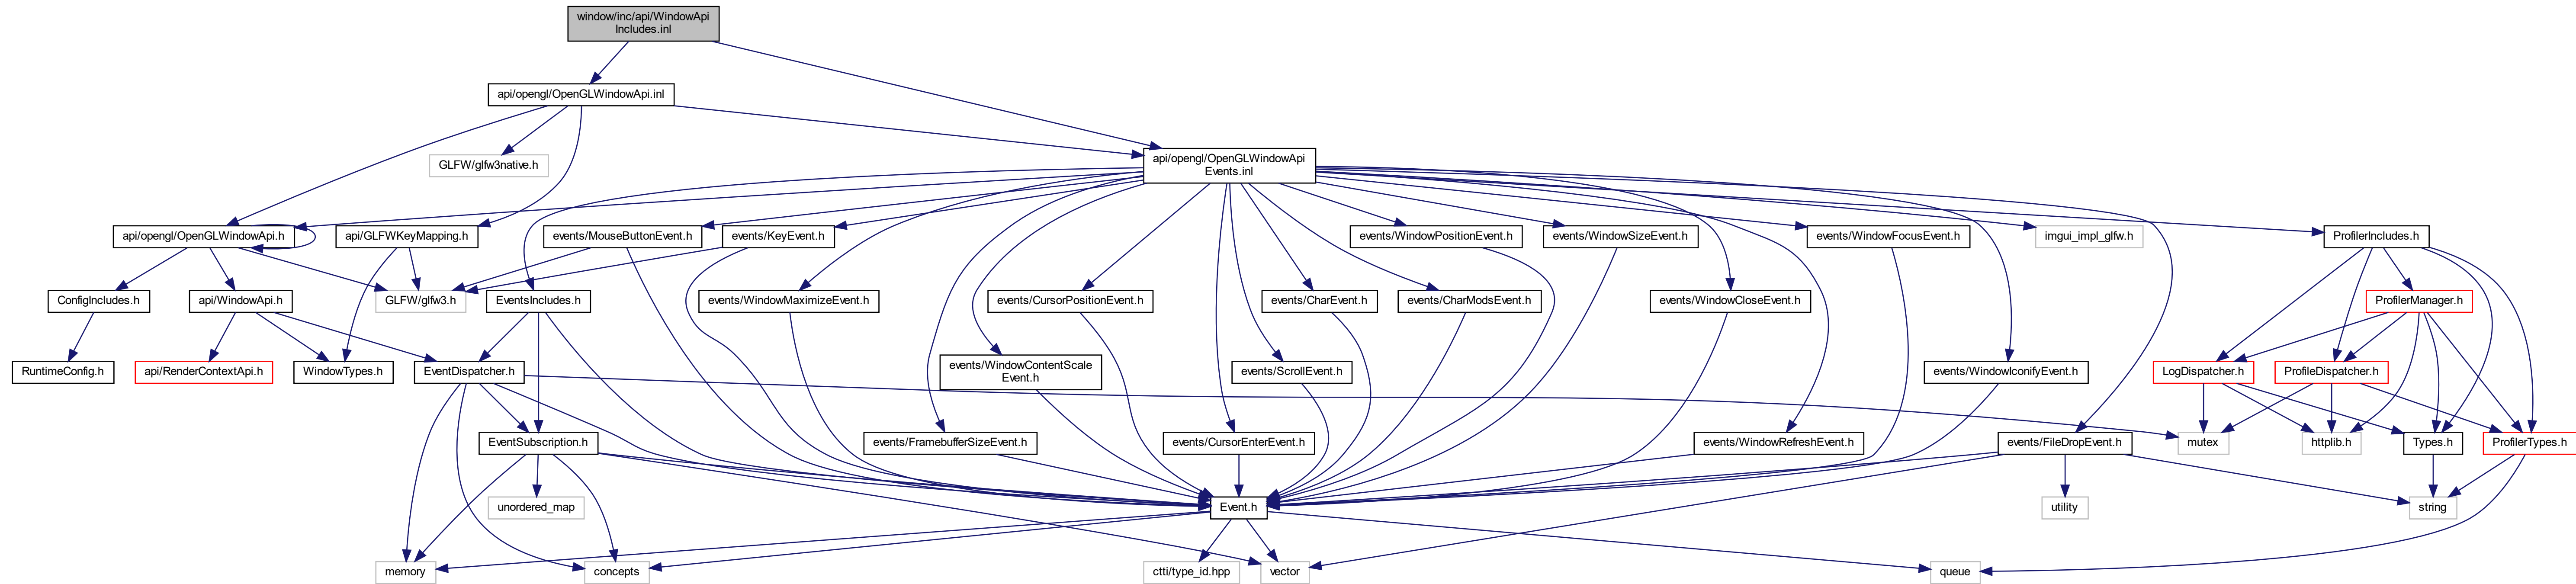 window/inc/api/WindowApi
Includes.inl
api/opengl/OpenGLWindowApi.inl
GLFW/glfw3native.h
api/opengl/OpenGLWindowApi
Events.inl
api/opengl/OpenGLWindowApi.h
api/GLFWKeyMapping.h
events/MouseButtonEvent.h
events/KeyEvent.h
events/WindowPositionEvent.h
events/WindowSizeEvent.h
events/WindowFocusEvent.h
imgui_impl_glfw.h
ProfilerIncludes.h
ConfigIncludes.h
api/WindowApi.h
GLFW/glfw3.h
EventsIncludes.h
events/WindowMaximizeEvent.h
events/CursorPositionEvent.h
events/CharEvent.h
events/CharModsEvent.h
events/WindowCloseEvent.h
ProfilerManager.h
RuntimeConfig.h
api/RenderContextApi.h
WindowTypes.h
EventDispatcher.h
events/WindowContentScale
Event.h
events/ScrollEvent.h
events/WindowIconifyEvent.h
LogDispatcher.h
ProfileDispatcher.h
EventSubscription.h
events/FramebufferSizeEvent.h
events/CursorEnterEvent.h
events/WindowRefreshEvent.h
events/FileDropEvent.h
mutex
httplib.h
Types.h
ProfilerTypes.h
unordered_map
Event.h
utility
string
memory
concepts
ctti/type_id.hpp
vector
queue